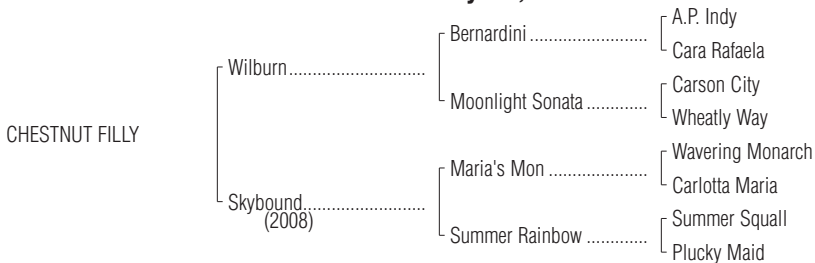 A.P. Indy
Bernardini
Cara Rafaela
Wilburn
Carson City
Moonlight Sonata
Wheatly Way
CHESTNUT FILLY
Wavering Monarch
Maria's Mon
Carlotta Maria
Skybound
(2008)
Summer Squall
Summer Rainbow
Plucky Maid